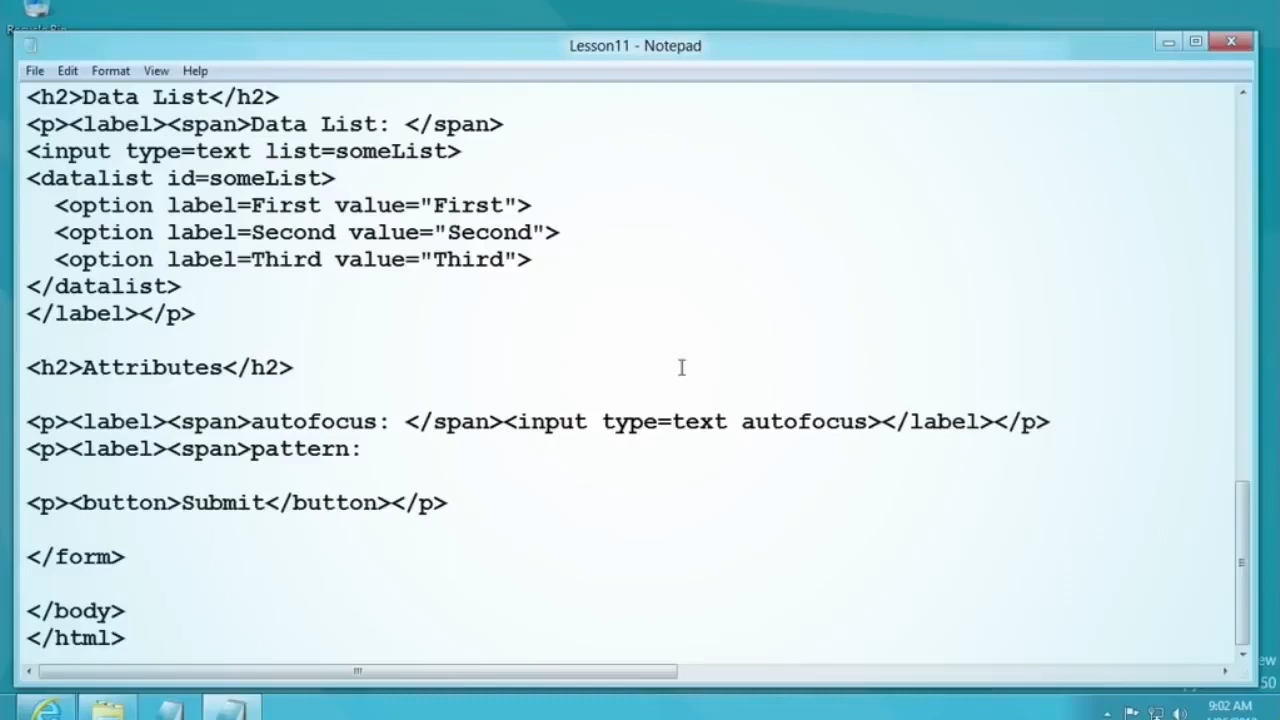 Lesson11 - Notepad
File Edit Format View Help
<h2>Data List</h2>
<p><label><span>Data List: </span>
<input type=text list=someList>
<datalist id=someList>
  <option label=First value="First">
  <option label=Second value="Second">
  <option label=Third value="Third">
</datalist>
</label></p>
<h2>Attributes</h2>
<p><label><span>autofocus: </span><input type=text autofocus></label></p>
<p><label><span>pattern:
<p><button>Submit</button></p>
</form>
</body>
</html>
9:02 AM